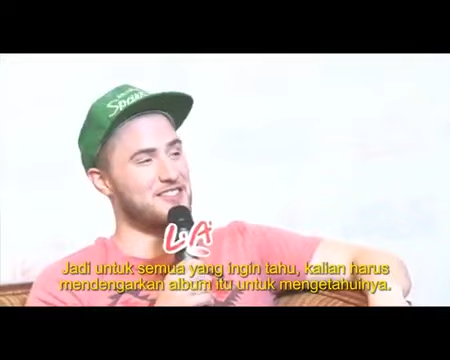 LA
Jadi untuk semua yang ingin tahu, kalian harus
mendengarkan album itu untuk mengetahuinya.